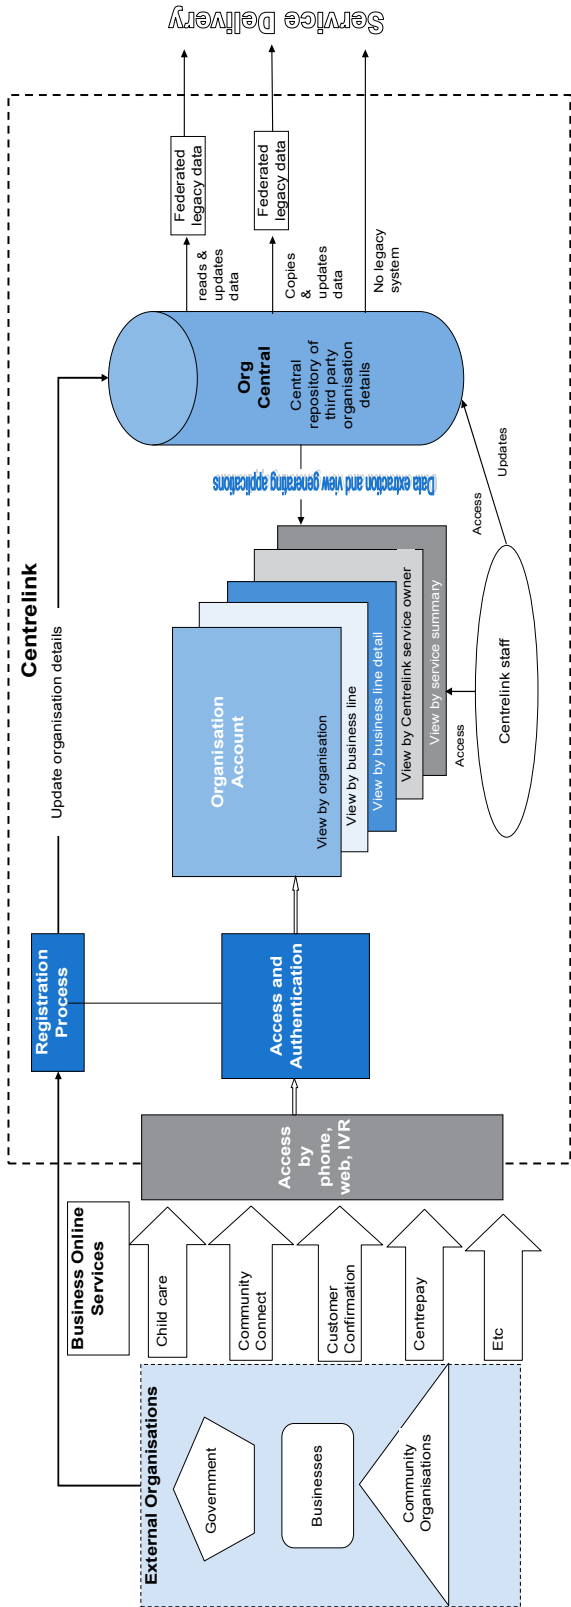 Centrelink
External Organisations
Government
Businesses
Community
Organisations
Business Online
Services
Child care
Community
Connect
Customer
Confirmation
Centrepay
Etc
Access
by
phone,
web, IVR
Registration
Process
Access and
Authentication
Update organisation details
Organisation
Account
View by organisation
View by business line
View by business line detail
View by Centrelink service owner
View by service summary
Centrelink staff
Access
Access
Updates
Data extraction and view generating applications
Org
Central
Central
repository of
third party
organisation
details
reads &
updates
data
Copies
&
updates
data
No legacy
system
Federated
legacy data
Federated
legacy data
Service Delivery